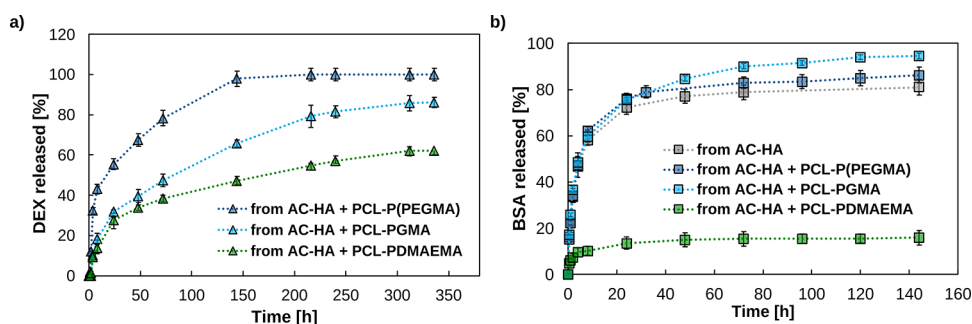 a)
120
100
80
60
40
20
0
DEX released [%]
0 50 100 150 200 250 300 350
Time [h]
from AC-HA + PCL-P(PEGMA)
from AC-HA + PCL-PGMA
from AC-HA + PCL-PDMAEMA
b)
100
80
60
40
20
0
BSA released [%]
0 20 40 60 80 100 120 140 160
Time [h]
from AC-HA
from AC-HA + PCL-P(PEGMA)
from AC-HA + PCL-PGMA
from AC-HA + PCL-PDMAEMA